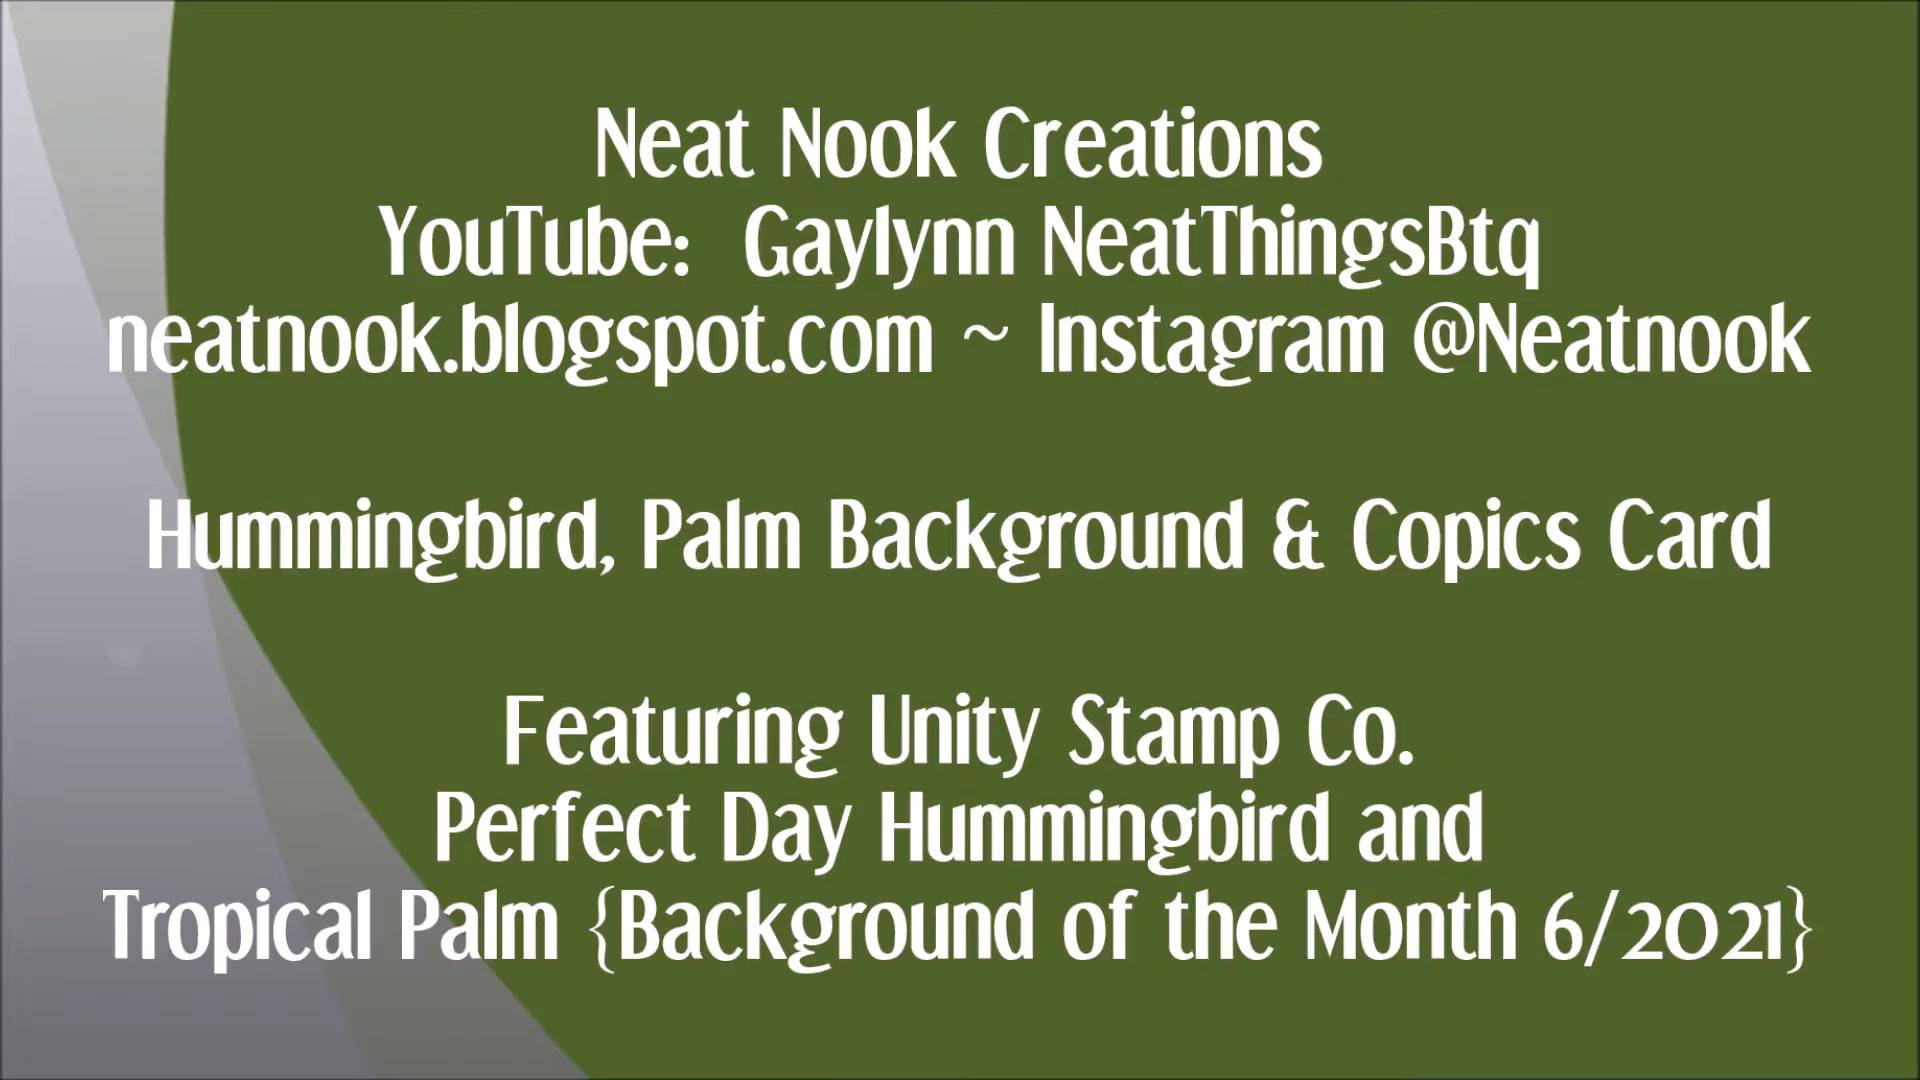 Neat Nook Creations
YouTube: Gaylynn NeatThingsBtq
neatnook.blogspot.com ~ Instagram @Neatnook
Hummingbird, Palm Background & Copics Card
Featuring Unity Stamp Co.
Perfect Day Hummingbird and
Tropical Palm {Background of the Month 6/2021}